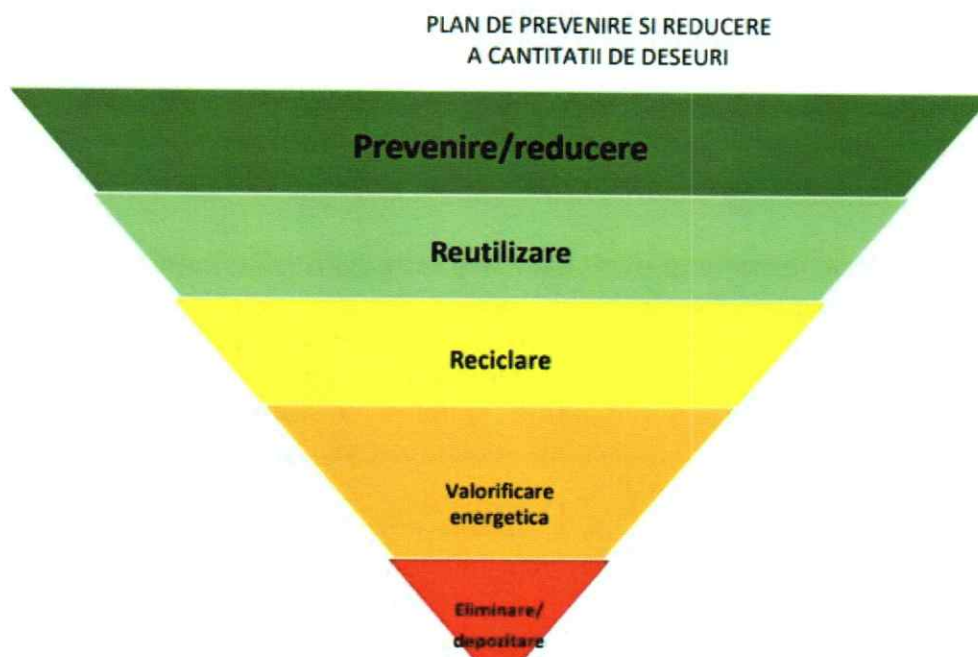 PLAN DE PREVENIRE SI REDUCERE
A CANTITATII DE DESEURI
Prevenire/reducere
Reutilizare
Reciclare
Valorificare
energetica
Eliminare/
depozitare